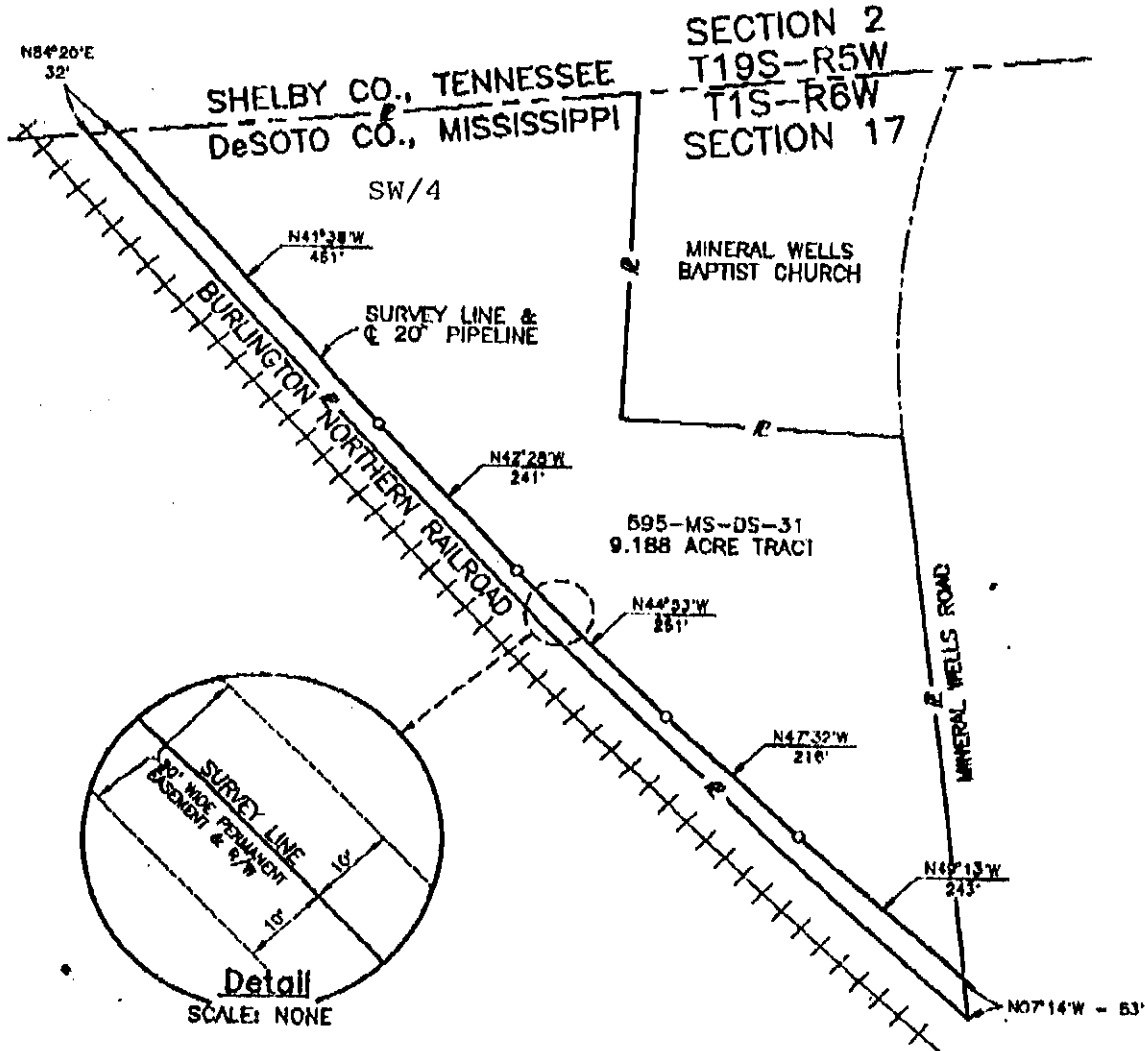 SECTION 2
T19S-R5W
T1S-R6W
SECTION 17
N84°20'E
32'
SHELBY CO., TENNESSEE
DeSOTO CO., MISSISSIPPI
SW/4
N41°38'W
451'
MINERAL WELLS
BAPTIST CHURCH
SURVEY LINE &
℄ 20" PIPELINE
BURLINGTON NORTHERN RAILROAD
N42°28'W
241'
595-MS-DS-31
9.188 ACRE TRACT
N44°53'W
251'
MINERAL WELLS ROAD
N47°32'W
216'
N49°13'W
243'
SURVEY LINE
20' WIDE PERMANENT
EASEMENT & R/W
10'
10'
Detail
SCALE: NONE
N07°14'W - 53'